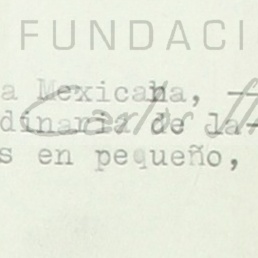 FUNDACI
a Mexicana,
dinaria de la
s en pequeño,